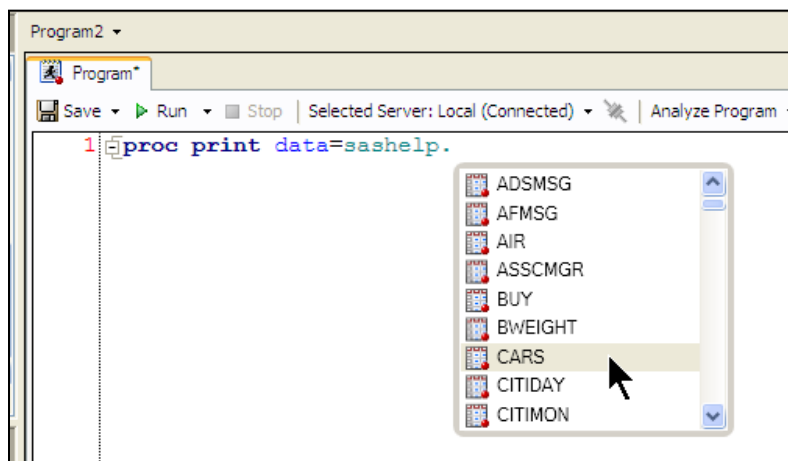 Program2
Program*
Save Run Stop Selected Server: Local (Connected) Analyze Program
1 proc print data=sashelp.
ADSMSG
AFMSG
AIR
ASSCMGR
BUY
BWEIGHT
CARS
CITIDAY
CITIMON